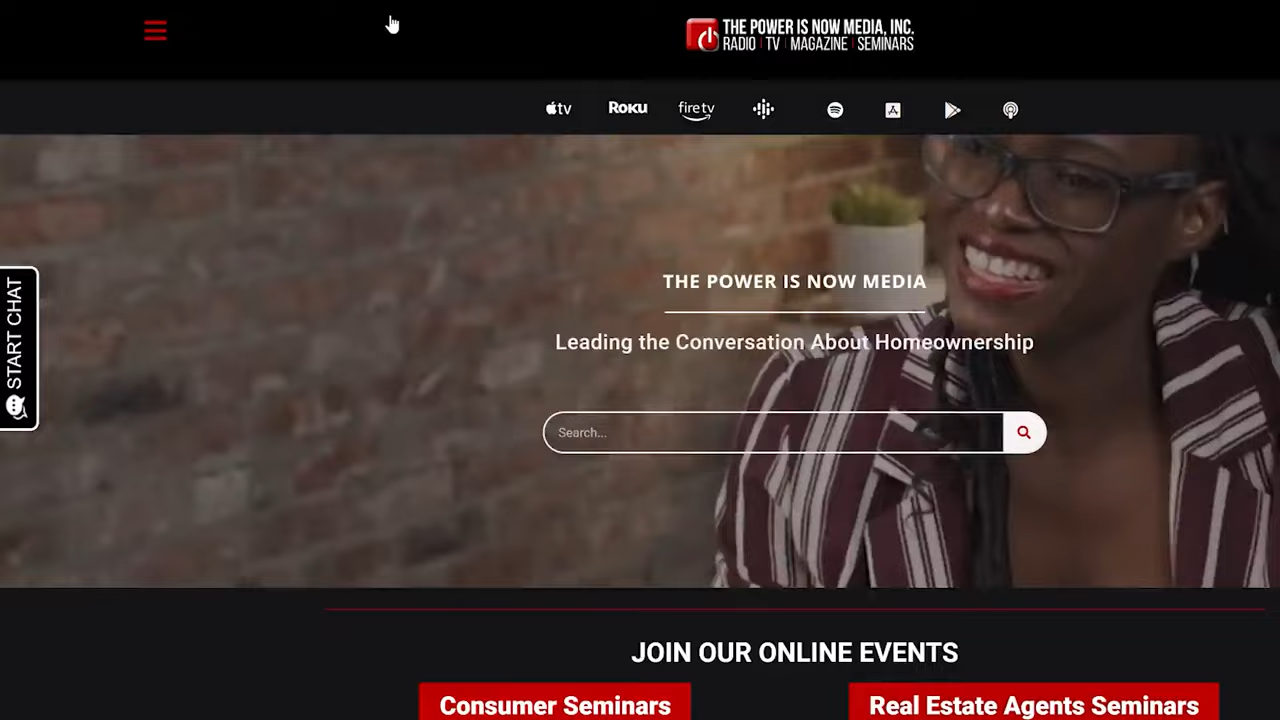 THE POWER IS NOW MEDIA, INC.
RADIO | TV | MAGAZINE | SEMINARS
tv
Roku
fire tv
THE POWER IS NOW MEDIA
Leading the Conversation About Homeownership
START CHAT
Search...
JOIN OUR ONLINE EVENTS
Consumer Seminars
Real Estate Agents Seminars